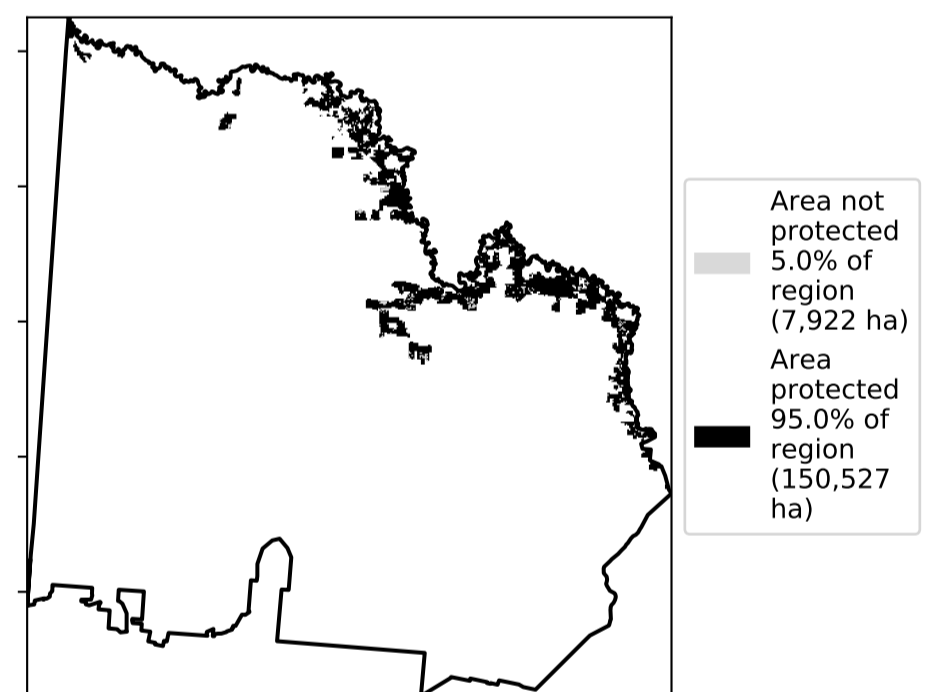 Area not
protected
5.0% of
region
(7,922 ha)
Area
protected
95.0% of
region
(150,527
ha)